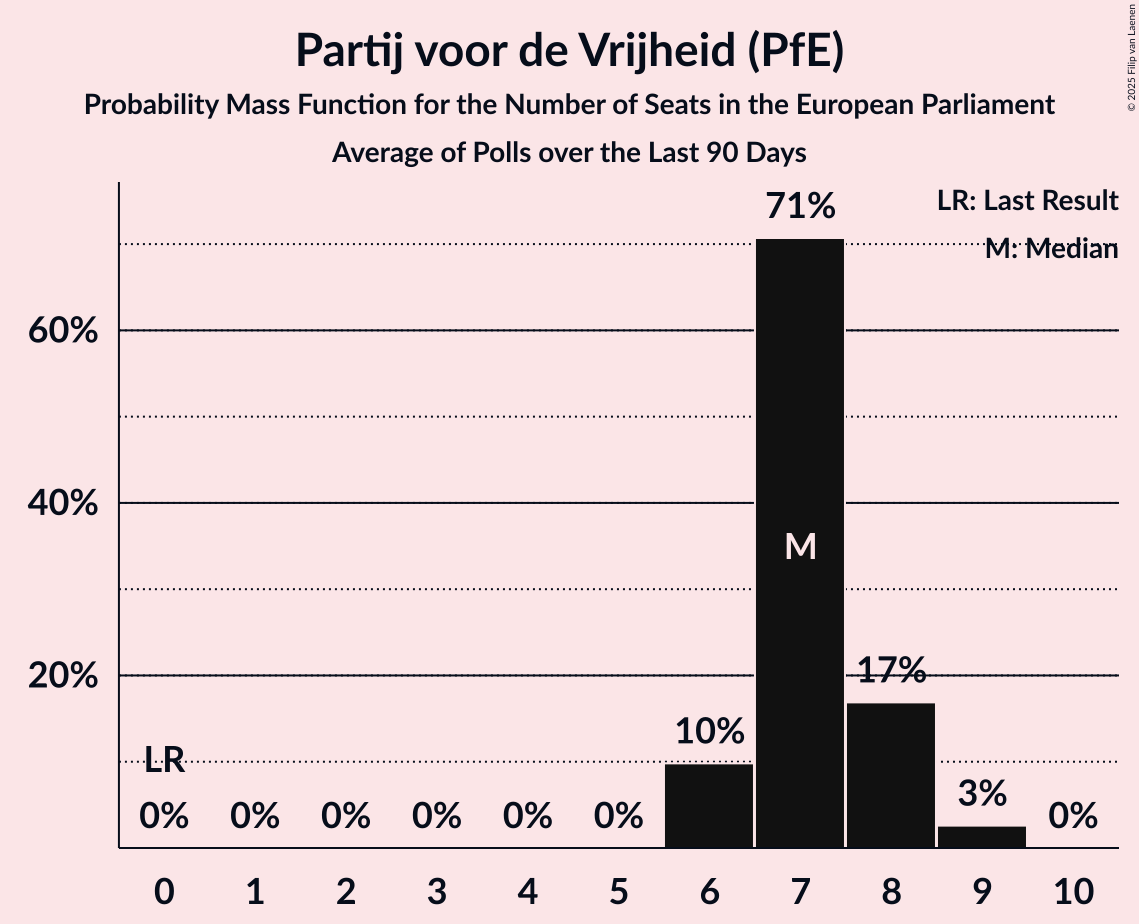 Partij voor de Vrijheid (PfE)
Probability Mass Function for the Number of Seats in the European Parliament
Average of Polls over the Last 90 Days
© 2025 Filip van Laenen
LR: Last Result
M: Median
71%
60%
40%
M
20%
17%
10%
LR
3%
0% 0% 0% 0% 0% 0% 0%
0 1 2 3 4 5 6 7 8 9 10